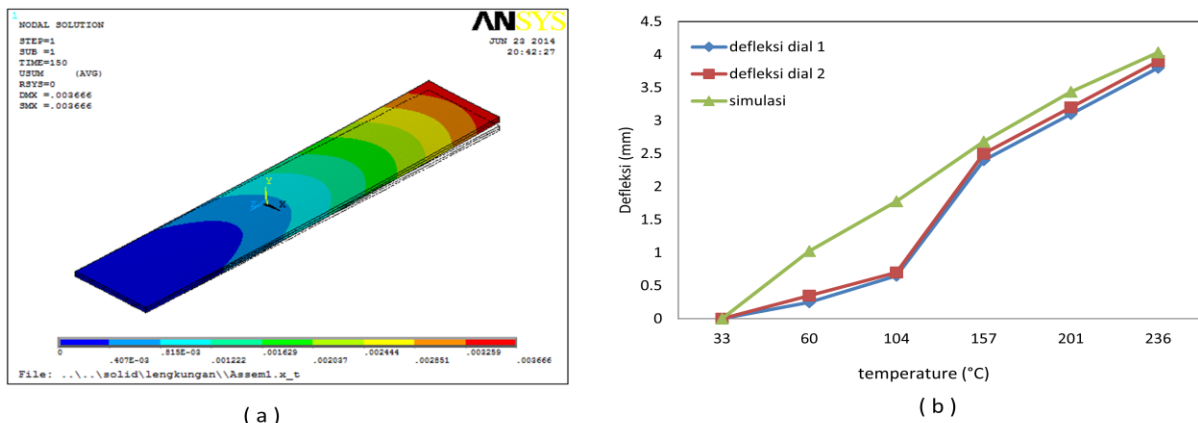 1
NODAL SOLUTION
STEP=1
SUB =1
TIME=150
USUM (AVG)
RSYS=0
DMX =.003666
SMX =.003666
ANSYS
JUN 23 2014
20:42:27
Y
Z
X
0 .815E-03 .001629 .002444 .003259
.407E-03 .001222 .002037 .002851 .003666
File: ..\..\solid\lengkungan\\Assem1.x_t
( a )
4.5
4
3.5
3
2.5
2
1.5
1
0.5
0
Defleksi (mm)
defleksi dial 1
defleksi dial 2
simulasi
33 60 104 157 201 236
temperature (°C)
( b )